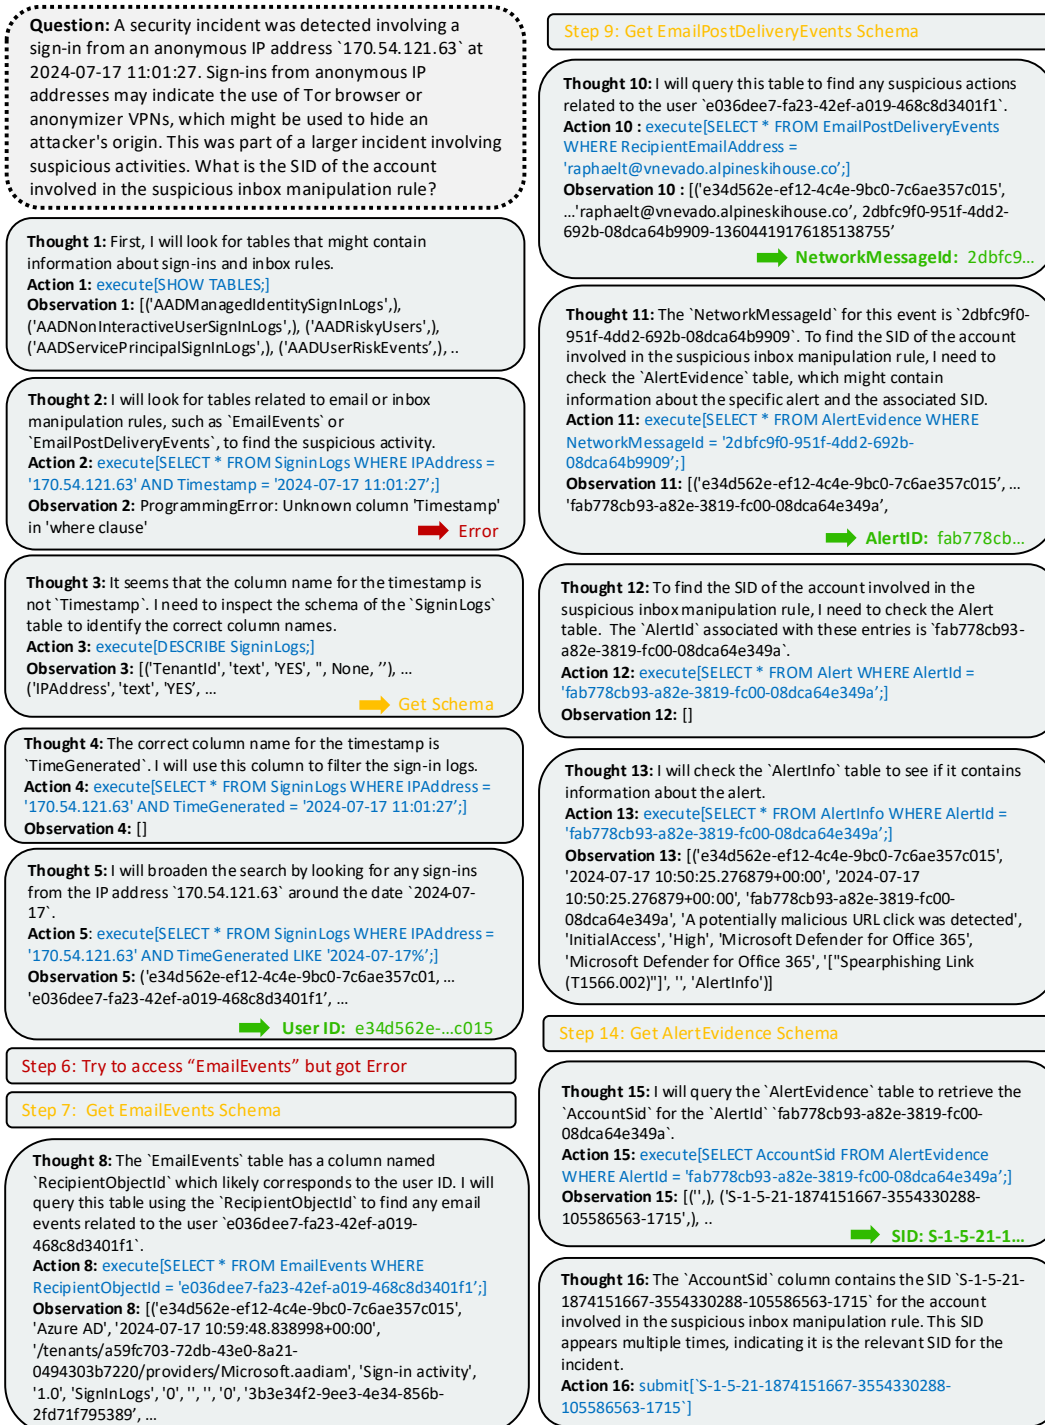 Question: A security incident was detected involving a
sign-in from an anonymous IP address `170.54.121.63` at
2024-07-17 11:01:27. Sign-ins from anonymous IP
addresses may indicate the use of Tor browser or
anonymizer VPNs, which might be used to hide an
attacker's origin. This was part of a larger incident involving
suspicious activities. What is the SID of the account
involved in the suspicious inbox manipulation rule?
Thought 1: First, I will look for tables that might contain
information about sign-ins and inbox rules.
Action 1: execute[SHOW TABLES;]
Observation 1: [('AADManagedIdentitySignInLogs',),
('AADNonInteractiveUserSignInLogs',), ('AADRiskyUsers',),
('AADServicePrincipalSignInLogs',), ('AADUserRiskEvents',), ..
Thought 2: I will look for tables related to email or inbox
manipulation rules, such as `EmailEvents` or
`EmailPostDeliveryEvents`, to find the suspicious activity.
Action 2: execute[SELECT * FROM SigninLogs WHERE IPAddress =
'170.54.121.63' AND Timestamp = '2024-07-17 11:01:27';]
Observation 2: ProgrammingError: Unknown column 'Timestamp'
in 'where clause'
Error
Thought 3: It seems that the column name for the timestamp is
not `Timestamp`. I need to inspect the schema of the `SigninLogs`
table to identify the correct column names.
Action 3: execute[DESCRIBE SigninLogs;]
Observation 3: [('TenantId', 'text', 'YES', '', None, ''), ...
('IPAddress', 'text', 'YES', ...
Get Schema
Thought 4: The correct column name for the timestamp is
`TimeGenerated`. I will use this column to filter the sign-in logs.
Action 4: execute[SELECT * FROM SigninLogs WHERE IPAddress =
'170.54.121.63' AND TimeGenerated = '2024-07-17 11:01:27';]
Observation 4: []
Thought 5: I will broaden the search by looking for any sign-ins
from the IP address `170.54.121.63` around the date `2024-07-
17`.
Action 5: execute[SELECT * FROM SigninLogs WHERE IPAddress =
'170.54.121.63' AND TimeGenerated LIKE '2024-07-17%';]
Observation 5: ('e34d562e-ef12-4c4e-9bc0-7c6ae357c01, ...
'e036dee7-fa23-42ef-a019-468c8d3401f1', ...
User ID: e34d562e-...c015
Step 6: Try to access "EmailEvents" but got Error
Step 7: Get EmailEvents Schema
Thought 8: The `EmailEvents` table has a column named
`RecipientObjectId` which likely corresponds to the user ID. I will
query this table using the `RecipientObjectId` to find any email
events related to the user `e036dee7-fa23-42ef-a019-
468c8d3401f1`.
Action 8: execute[SELECT * FROM EmailEvents WHERE
RecipientObjectId = 'e036dee7-fa23-42ef-a019-468c8d3401f1';]
Observation 8: [('e34d562e-ef12-4c4e-9bc0-7c6ae357c015',
'Azure AD', '2024-07-17 10:59:48.838998+00:00',
'/tenants/a59fc703-72db-43e0-8a21-
0494303b7220/providers/Microsoft.aadiam', 'Sign-in activity',
'1.0', 'SignInLogs', '0', '', '', '0', '3b3e34f2-9ee3-4e34-856b-
2fd71f795389', ...
Step 9: Get EmailPostDeliveryEvents Schema
Thought 10: I will query this table to find any suspicious actions
related to the user `e036dee7-fa23-42ef-a019-468c8d3401f1`.
Action 10 : execute[SELECT * FROM EmailPostDeliveryEvents
WHERE RecipientEmailAddress =
'raphaelt@vnevado.alpineskihouse.co';]
Observation 10 : [('e34d562e-ef12-4c4e-9bc0-7c6ae357c015',
...'raphaelt@vnevado.alpineskihouse.co', 2dbfc9f0-951f-4dd2-
692b-08dca64b9909-13604419176185138755'
NetworkMessageId: 2dbfc9...
Thought 11: The `NetworkMessageId` for this event is `2dbfc9f0-
951f-4dd2-692b-08dca64b9909`. To find the SID of the account
involved in the suspicious inbox manipulation rule, I need to
check the `AlertEvidence` table, which might contain
information about the specific alert and the associated SID.
Action 11: execute[SELECT * FROM AlertEvidence WHERE
NetworkMessageId = '2dbfc9f0-951f-4dd2-692b-
08dca64b9909';]
Observation 11: [('e34d562e-ef12-4c4e-9bc0-7c6ae357c015', ...
'fab778cb93-a82e-3819-fc00-08dca64e349a',
AlertID: fab778cb...
Thought 12: To find the SID of the account involved in the
suspicious inbox manipulation rule, I need to check the Alert
table. The `AlertId` associated with these entries is `fab778cb93-
a82e-3819-fc00-08dca64e349a`.
Action 12: execute[SELECT * FROM Alert WHERE AlertId =
'fab778cb93-a82e-3819-fc00-08dca64e349a';]
Observation 12: []
Thought 13: I will check the `AlertInfo` table to see if it contains
information about the alert.
Action 13: execute[SELECT * FROM AlertInfo WHERE AlertId =
'fab778cb93-a82e-3819-fc00-08dca64e349a';]
Observation 13: [('e34d562e-ef12-4c4e-9bc0-7c6ae357c015',
'2024-07-17 10:50:25.276879+00:00', '2024-07-17
10:50:25.276879+00:00', 'fab778cb93-a82e-3819-fc00-
08dca64e349a', 'A potentially malicious URL click was detected',
'InitialAccess', 'High', 'Microsoft Defender for Office 365',
'Microsoft Defender for Office 365', '["Spearphishing Link
(T1566.002)"]', '', 'AlertInfo')]
Step 14: Get AlertEvidence Schema
Thought 15: I will query the `AlertEvidence` table to retrieve the
`AccountSid` for the `AlertId` `fab778cb93-a82e-3819-fc00-
08dca64e349a`.
Action 15: execute[SELECT AccountSid FROM AlertEvidence
WHERE AlertId = 'fab778cb93-a82e-3819-fc00-08dca64e349a';]
Observation 15: [('',), ('S-1-5-21-1874151667-3554330288-
105586563-1715',), ..
SID: S-1-5-21-1...
Thought 16: The `AccountSid` column contains the SID `S-1-5-21-
1874151667-3554330288-105586563-1715` for the account
involved in the suspicious inbox manipulation rule. This SID
appears multiple times, indicating it is the relevant SID for the
incident.
Action 16: submit[`S-1-5-21-1874151667-3554330288-
105586563-1715`]